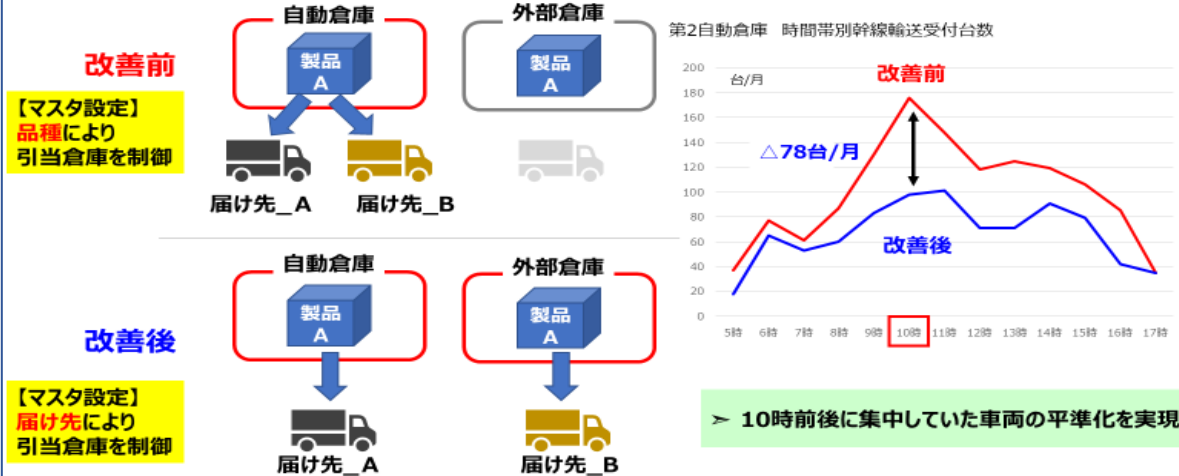 改善前
【マスタ設定】
品種により
引当倉庫を制御
自動倉庫
製品
A
外部倉庫
製品
A
届け先_A
届け先_B
改善後
【マスタ設定】
届け先により
引当倉庫を制御
自動倉庫
製品
A
外部倉庫
製品
A
届け先_A
届け先_B
第2自動倉庫 時間帯別幹線輸送受付台数
台/月
200
180
160
140
120
100
80
60
40
20
0
改善前
△78台/月
改善後
5時 6時 7時 8時 9時 10時 11時 12時 13時 14時 15時 16時 17時
➢ 10時前後に集中していた車両の平準化を実現